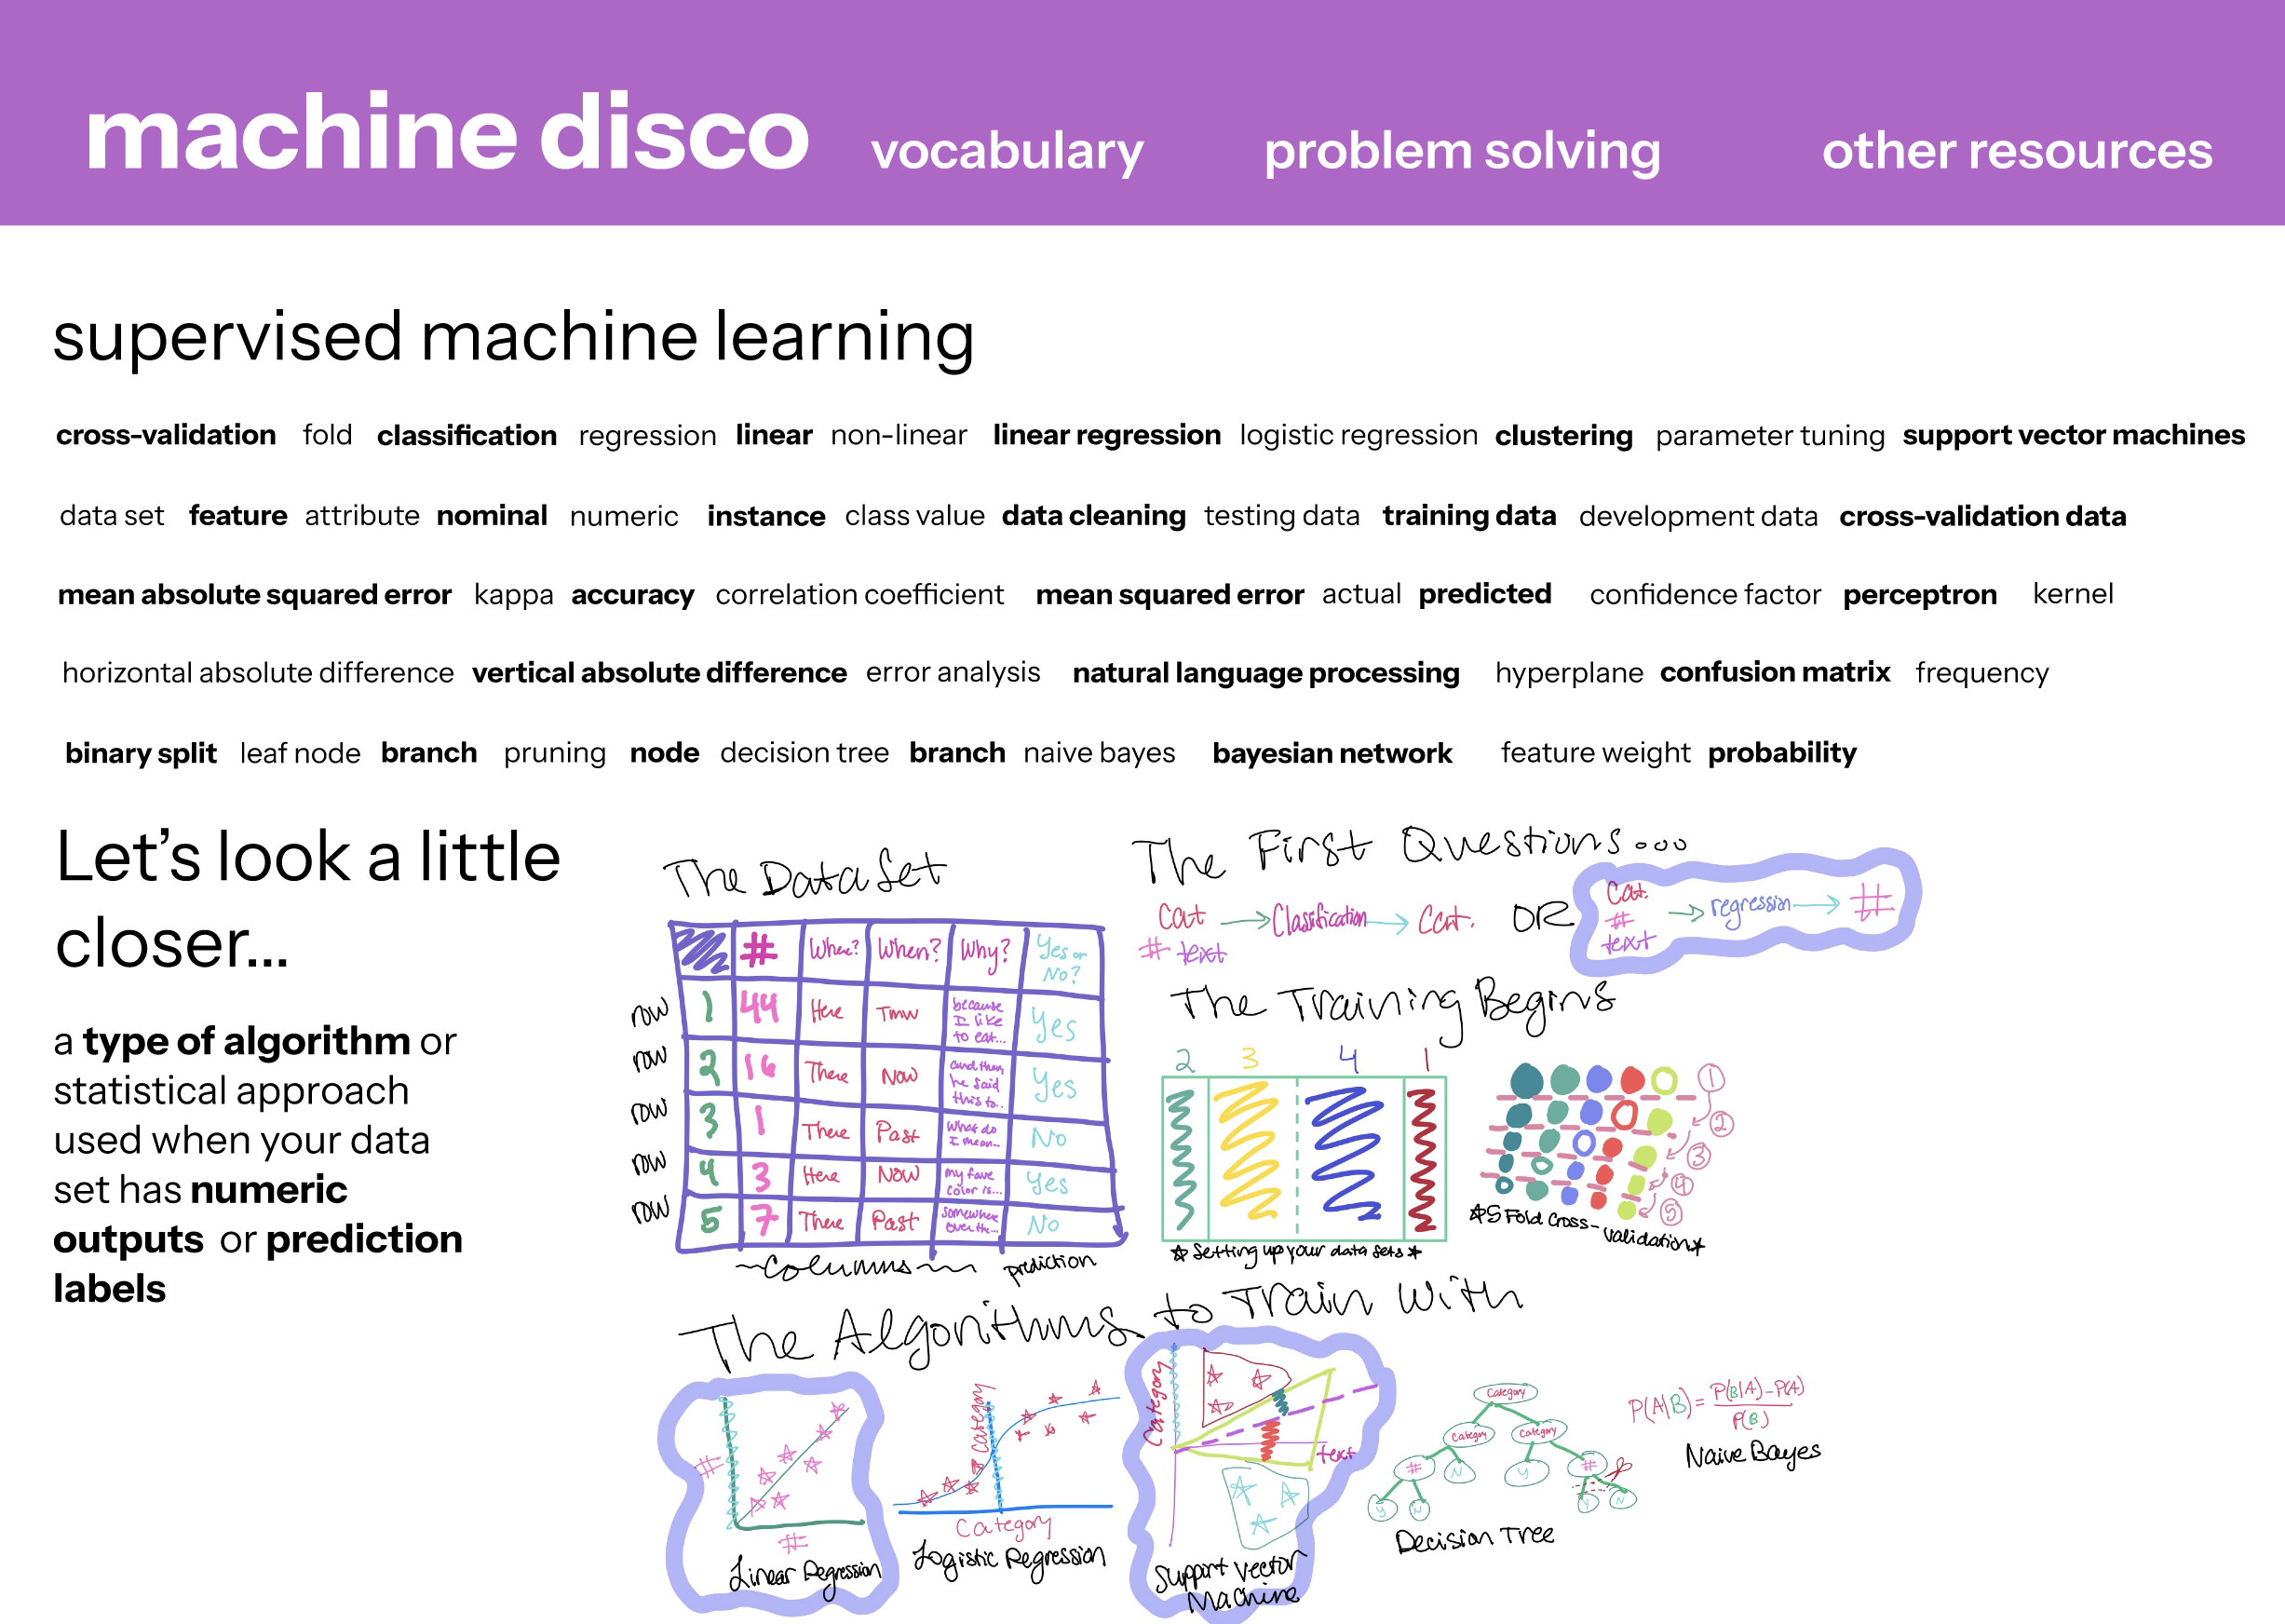 machine disco vocabulary problem solving other resources
supervised machine learning
cross-validation fold classification regression linear non-linear linear regression logistic regression clustering parameter tuning support vector machines
data set feature attribute nominal numeric instance class value data cleaning testing data training data development data cross-validation data
mean absolute squared error kappa accuracy correlation coefficient mean squared error actual predicted confidence factor perceptron kernel
horizontal absolute difference vertical absolute difference error analysis natural language processing hyperplane confusion matrix frequency
binary split leaf node branch pruning node decision tree branch naive bayes bayesian network feature weight probability
Let’s look a little
closer...
a type of algorithm or
statistical approach
used when your data
set has numeric
outputs or prediction
labels
The Data Set
# Where? When? Why? Yes or
No?
row 1 44 Here Tmw because
I like
to eat... Yes
row 2 16 There Now and then
he said
this to.. Yes
row 3 1 There Past What do
I mean... No
row 4 3 Here Now my fave
color is... Yes
row 5 7 There Past somewhere
over the... No
Columns prediction
The First Questions...
Cat → Classification → Cat.
# text
OR
Cat.
# → regression → #
text
The Training Begins
2 3 4 1
☆ Setting up your data sets ☆
1
2
3
4
5
☆5 Fold Cross-Validation☆
The Algorithms to Train With
#
#
Linear Regression
Category
Category
Logistic Regression
Category
text
Support Vector
Machine
Category
Category Category
# N Y #
Y N Y N
Decision Tree
P(A|B) = P(B|A)-P(A)
P(B)
Naive Bayes